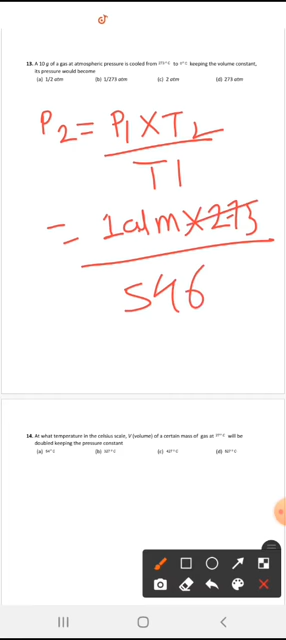 13. A 10 g of a gas at atmospheric pressure is cooled from 273° C to 0° C keeping the volume constant,
its pressure would become
(a) 1/2 atm (b) 1/273 atm (c) 2 atm (d) 273 atm
P2 = P1 X T2
T1
= 1 atm X 273
546
14. At what temperature in the celsius scale, V (volume) of a certain mass of gas at 27° C will be
doubled keeping the pressure constant
(a) 54° C (b) 327° C (c) 427° C (d) 527° C